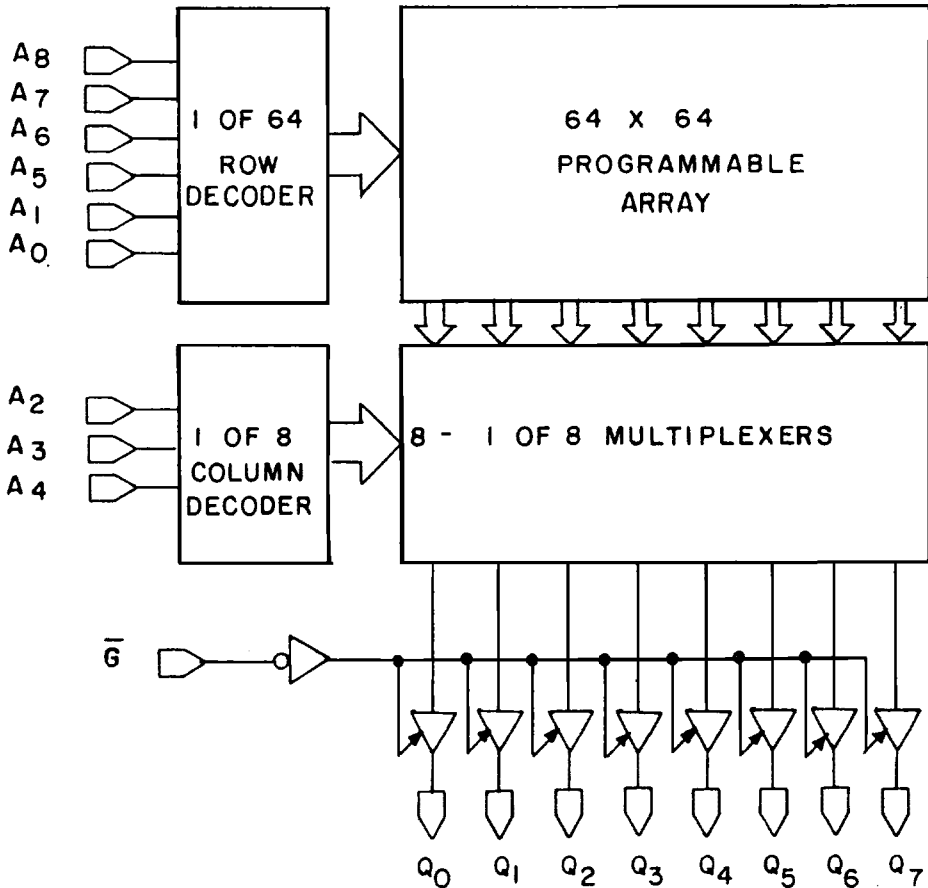 A8
A7
A6
A5
A1
A0
1 OF 64
ROW
DECODER
64 X 64
PROGRAMMABLE
ARRAY
A2
A3
A4
1 OF 8
COLUMN
DECODER
8 - 1 OF 8 MULTIPLEXERS
G̅
Q0 Q1 Q2 Q3 Q4 Q5 Q6 Q7